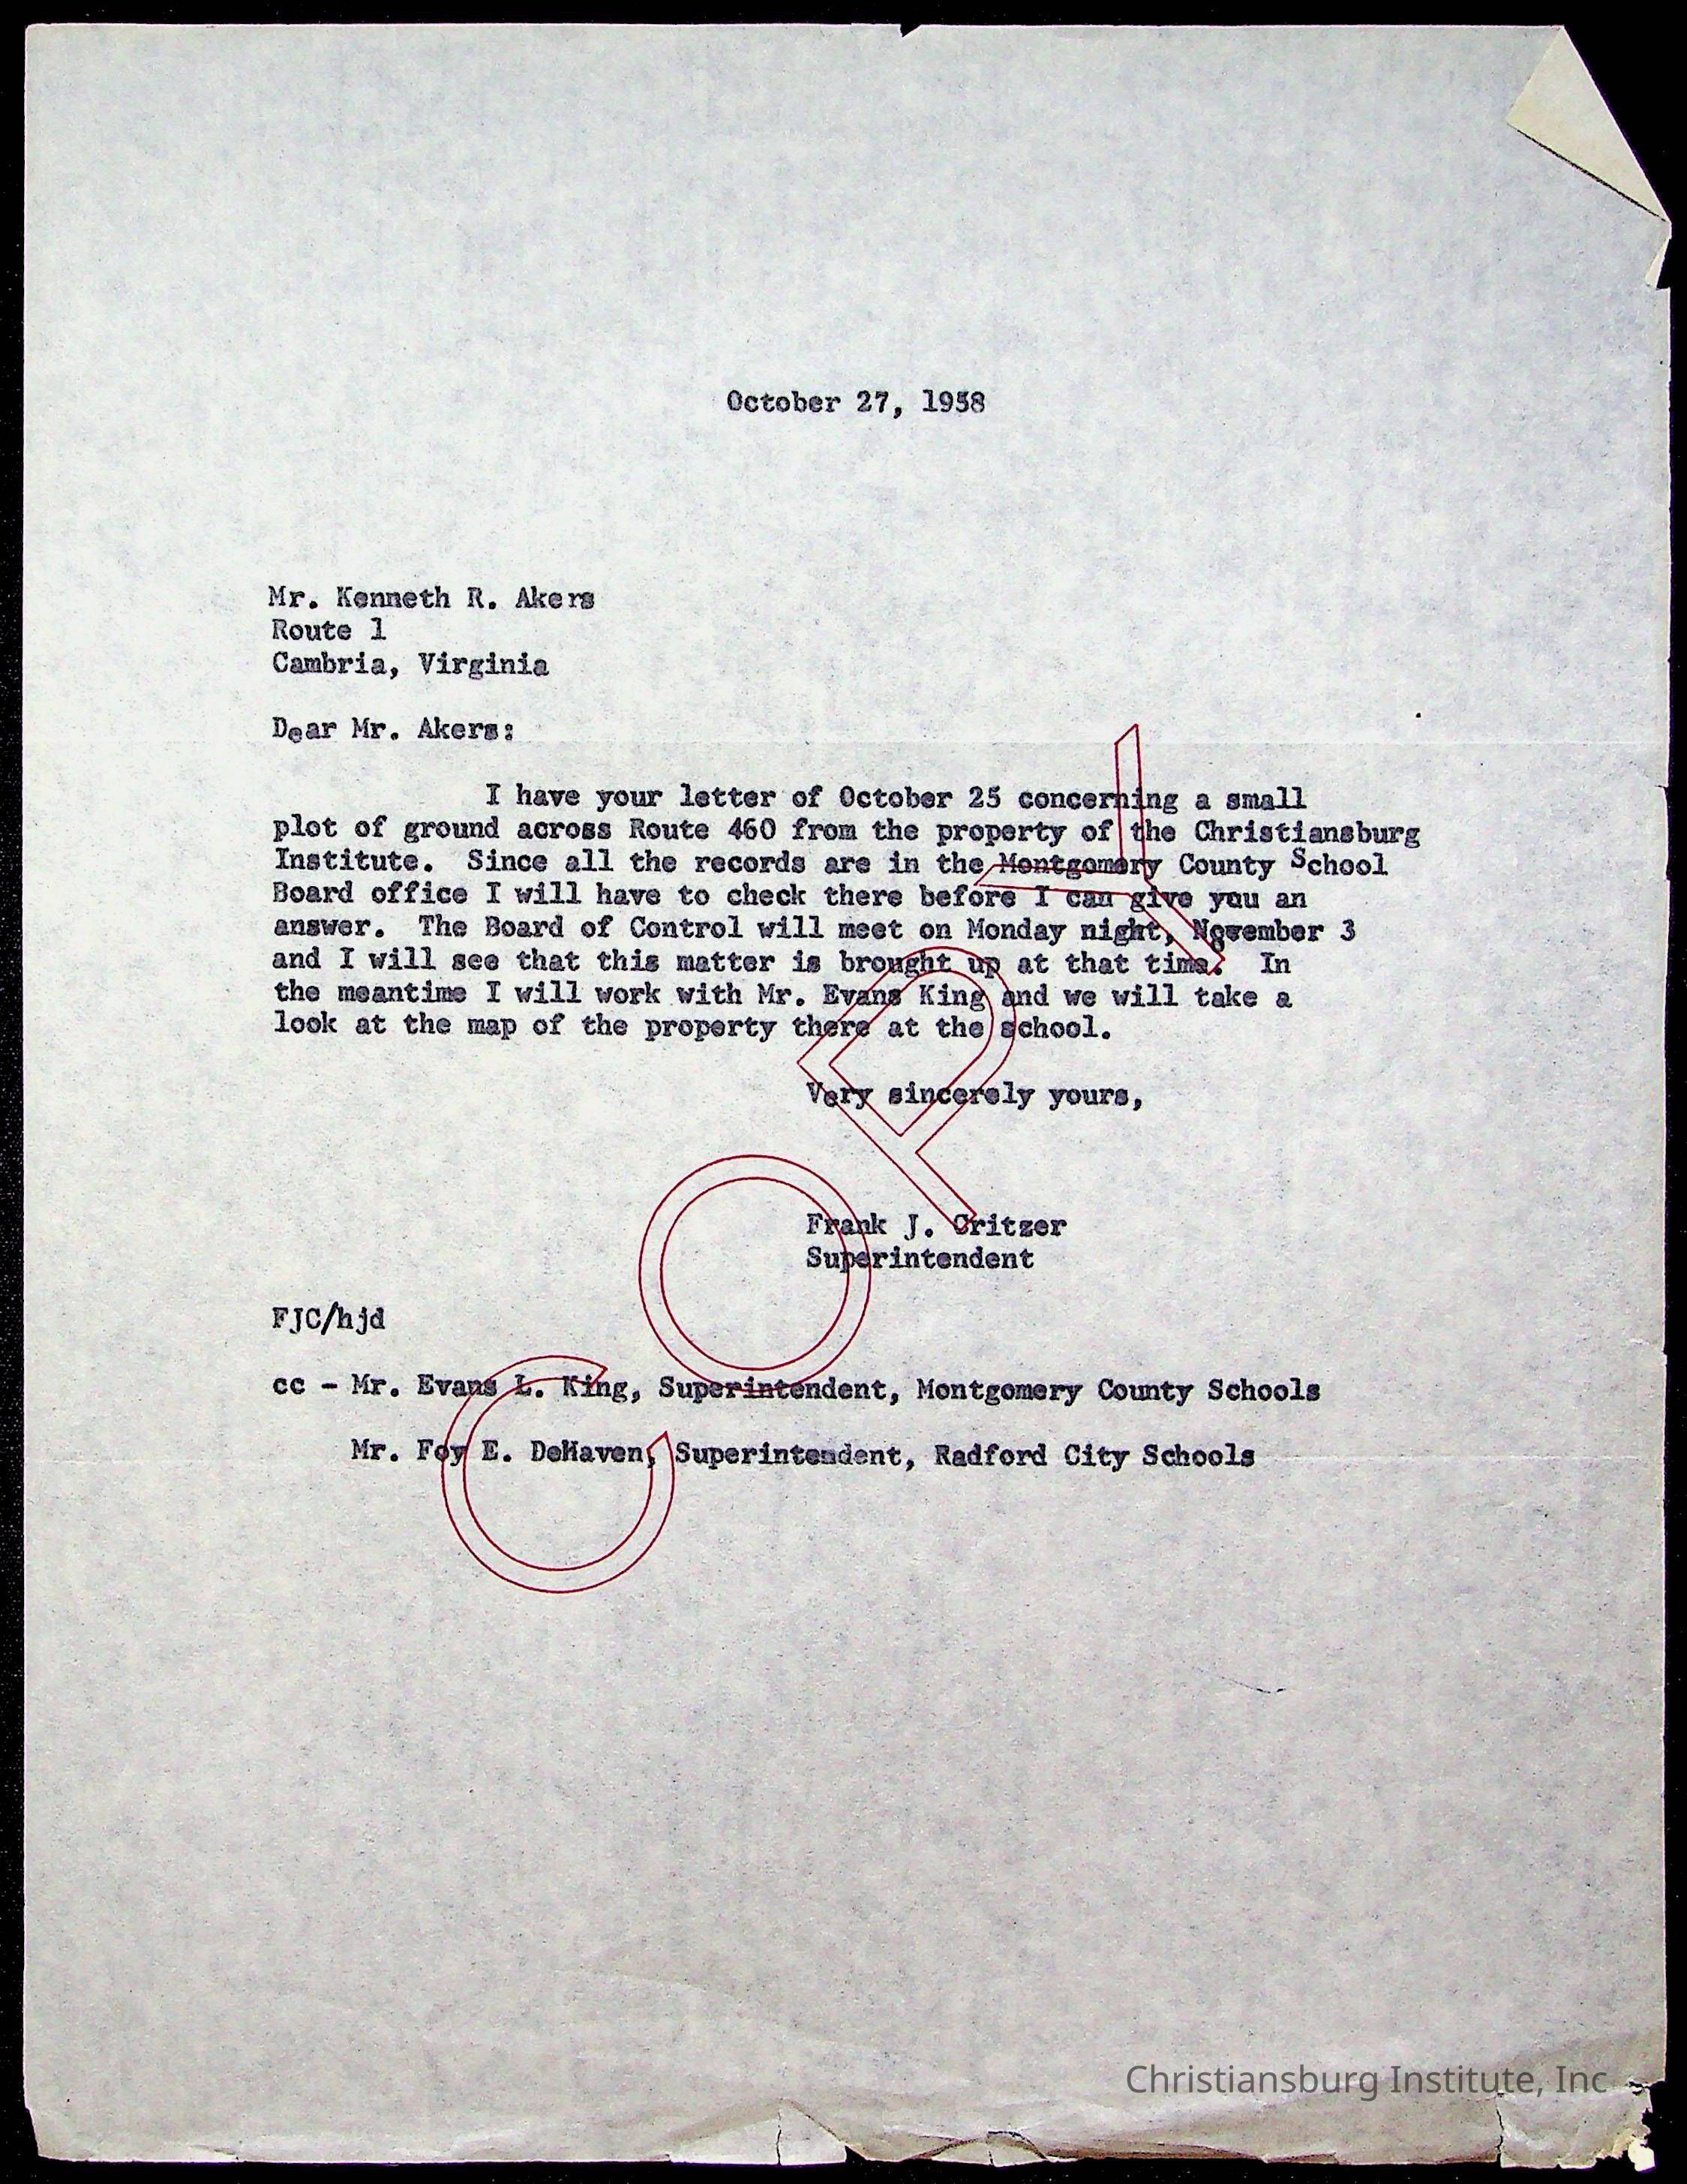 October 27, 1958
Mr. Kenneth R. Akers
Route 1
Cambria, Virginia
Dear Mr. Akers:
I have your letter of October 25 concerning a small
plot of ground across Route 460 from the property of the Christiansburg
Institute. Since all the records are in the Montgomery County School
Board office I will have to check there before I can give you an
answer. The Board of Control will meet on Monday night, November 3
and I will see that this matter is brought up at that time. In
the meantime I will work with Mr. Evans King and we will take a
look at the map of the property there at the school.
Very sincerely yours,
Frank J. Critzer
Superintendent
FJC/hjd
cc - Mr. Evans L. King, Superintendent, Montgomery County Schools
Mr. Foy E. DeHaven, Superintendent, Radford City Schools
COPY
Christiansburg Institute, Inc